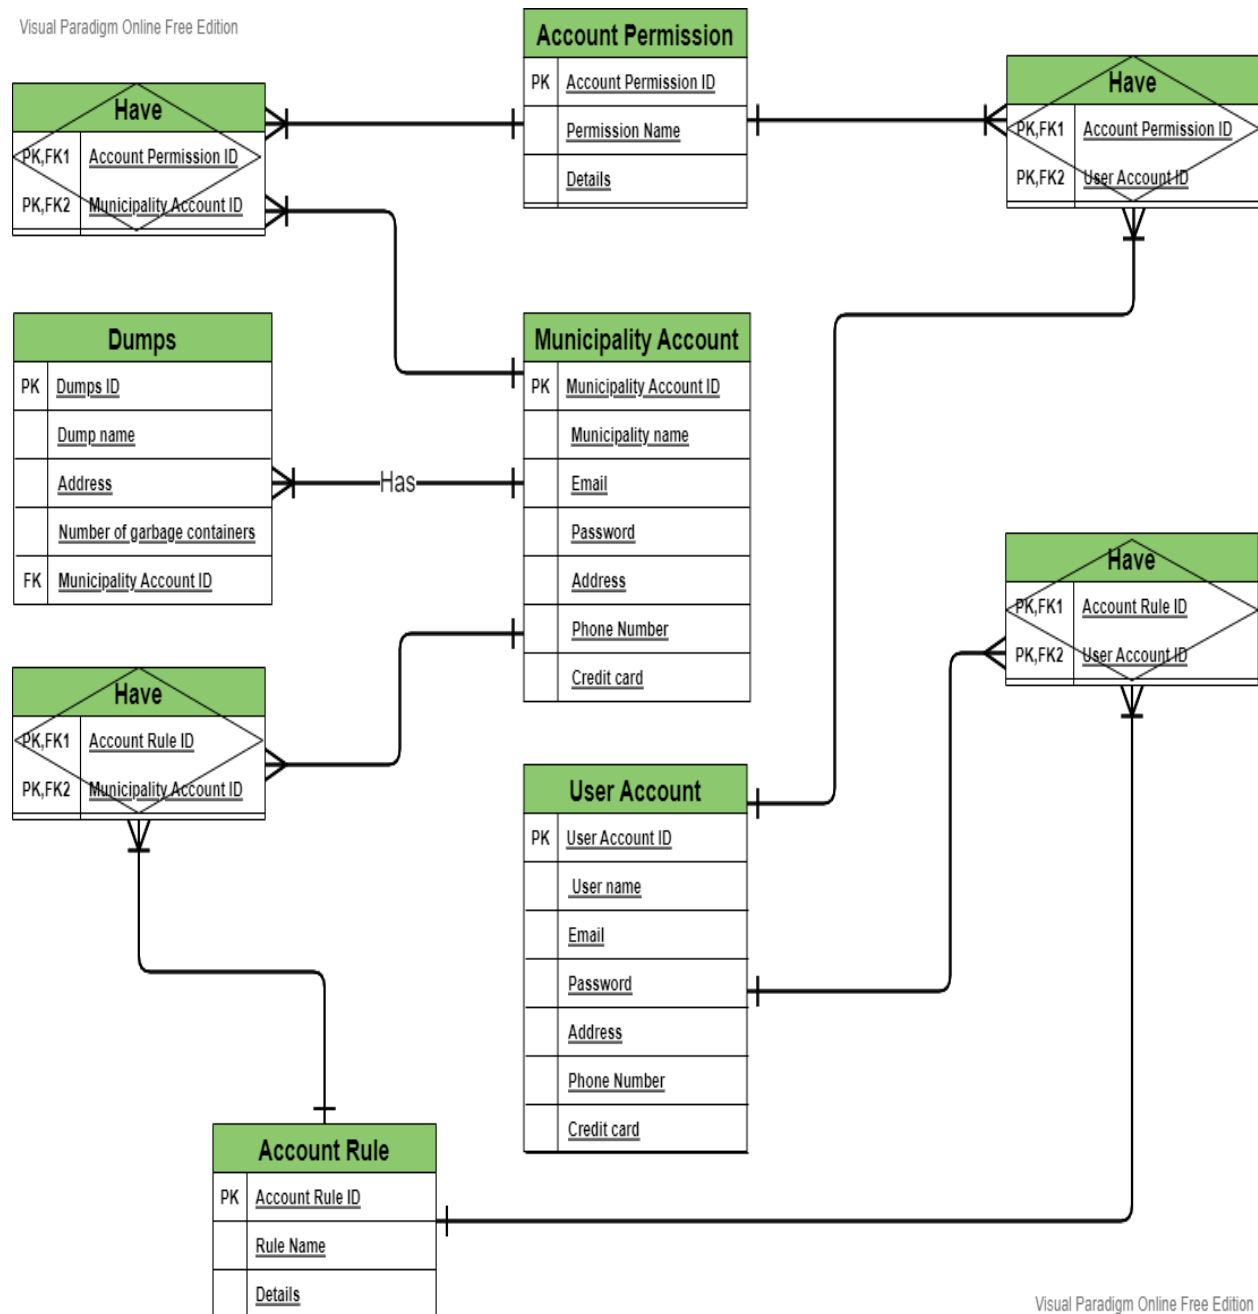 Visual Paradigm Online Free Edition
Account Permission
PK Account Permission ID
Permission Name
Details
Have
PK,FK1 Account Permission ID
PK,FK2 Municipality Account ID
Have
PK,FK1 Account Permission ID
PK,FK2 User Account ID
Dumps
PK Dumps ID
Dump name
Address
Number of garbage containers
FK Municipality Account ID
Has
Municipality Account
PK Municipality Account ID
Municipality name
Email
Password
Address
Phone Number
Credit card
Have
PK,FK1 Account Rule ID
PK,FK2 User Account ID
Have
PK,FK1 Account Rule ID
PK,FK2 Municipality Account ID
User Account
PK User Account ID
User name
Email
Password
Address
Phone Number
Credit card
Account Rule
PK Account Rule ID
Rule Name
Details
Visual Paradigm Online Free Edition